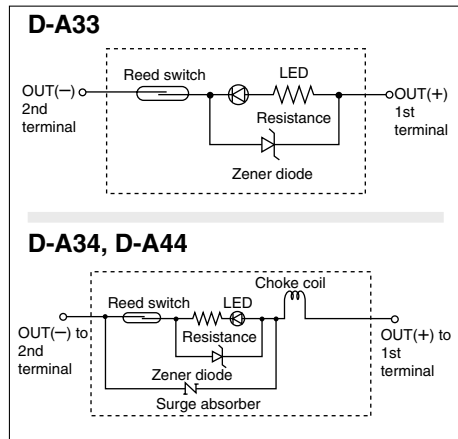 D-A33
Reed switch
LED
OUT(−)
2nd
terminal
OUT(+)
1st
terminal
Resistance
Zener diode
D-A34, D-A44
Choke coil
Reed switch
LED
OUT(−) to
2nd
terminal
OUT(+) to
1st
terminal
Resistance
Zener diode
Surge absorber